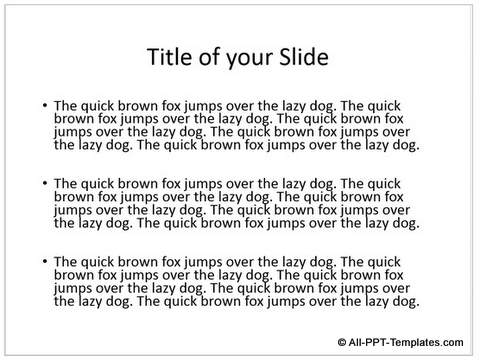 Title of your Slide
• The quick brown fox jumps over the lazy dog. The quick
brown fox jumps over the lazy dog. The quick brown fox
jumps over the lazy dog. The quick brown fox jumps over
the lazy dog. The quick brown fox jumps over the lazy dog.
• The quick brown fox jumps over the lazy dog. The quick
brown fox jumps over the lazy dog. The quick brown fox
jumps over the lazy dog. The quick brown fox jumps over
the lazy dog. The quick brown fox jumps over the lazy dog.
• The quick brown fox jumps over the lazy dog. The quick
brown fox jumps over the lazy dog. The quick brown fox
jumps over the lazy dog. The quick brown fox jumps over
the lazy dog. The quick brown fox jumps over the lazy dog.
© All-PPT-Templates.com